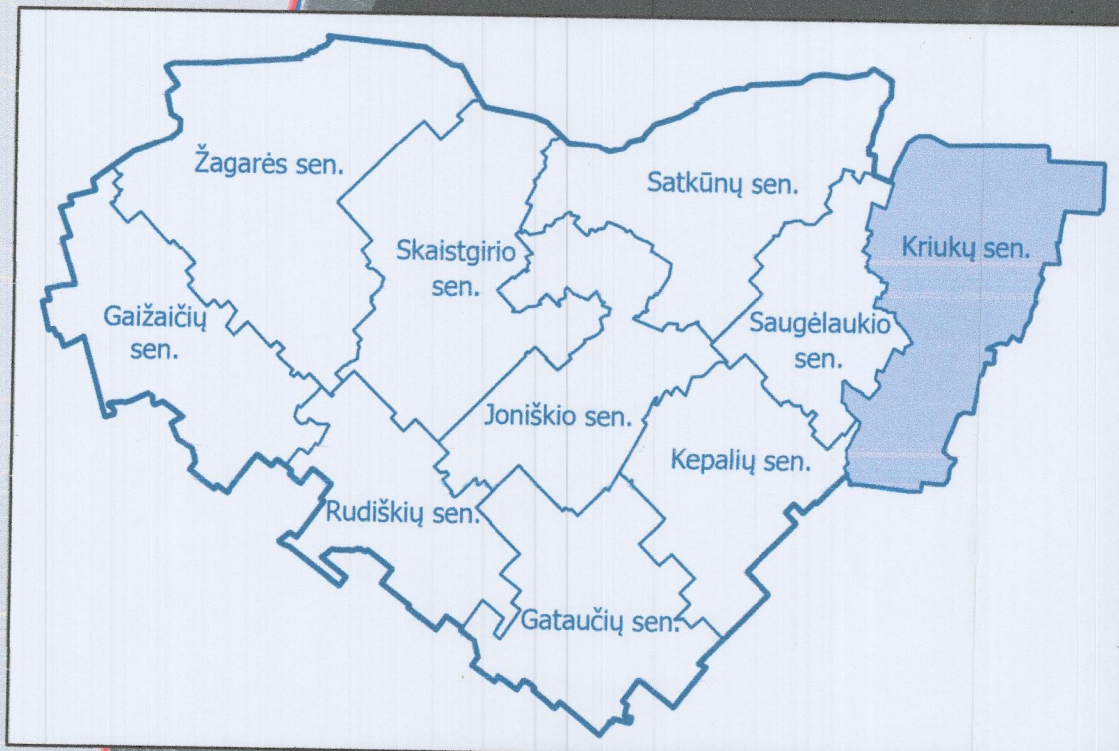 Žagarės sen.
Satkūnų sen.
Skaistgirio
sen.
Kriukų sen.
Gaižaičių
sen.
Saugėlaukio
sen.
Joniškio sen.
Kepalių sen.
Rudiškių sen.
Gataučių sen.